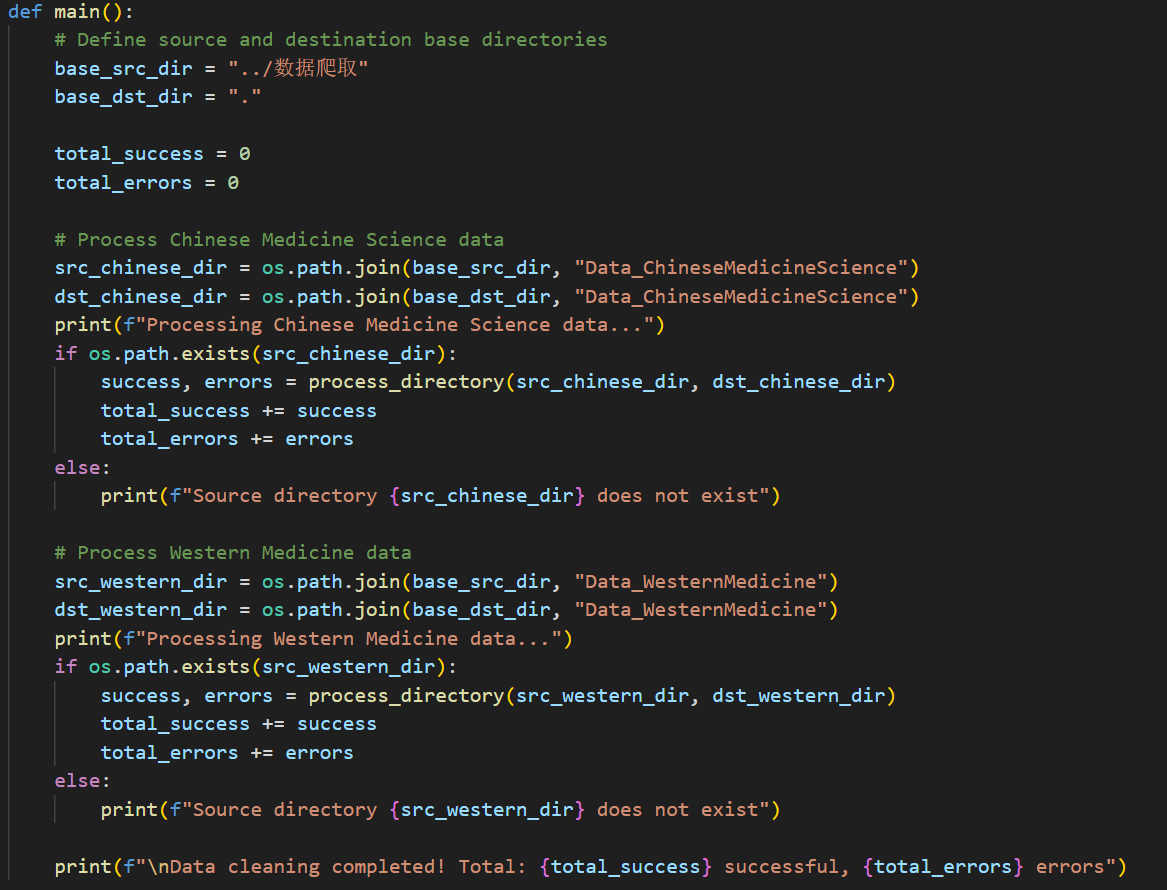 def main():
    # Define source and destination base directories
    base_src_dir = "../数据爬取"
    base_dst_dir = "."

    total_success = 0
    total_errors = 0

    # Process Chinese Medicine Science data
    src_chinese_dir = os.path.join(base_src_dir, "Data_ChineseMedicineScience")
    dst_chinese_dir = os.path.join(base_dst_dir, "Data_ChineseMedicineScience")
    print(f"Processing Chinese Medicine Science data...")
    if os.path.exists(src_chinese_dir):
        success, errors = process_directory(src_chinese_dir, dst_chinese_dir)
        total_success += success
        total_errors += errors
    else:
        print(f"Source directory {src_chinese_dir} does not exist")

    # Process Western Medicine data
    src_western_dir = os.path.join(base_src_dir, "Data_WesternMedicine")
    dst_western_dir = os.path.join(base_dst_dir, "Data_WesternMedicine")
    print(f"Processing Western Medicine data...")
    if os.path.exists(src_western_dir):
        success, errors = process_directory(src_western_dir, dst_western_dir)
        total_success += success
        total_errors += errors
    else:
        print(f"Source directory {src_western_dir} does not exist")

    print(f"\nData cleaning completed! Total: {total_success} successful, {total_errors} errors")